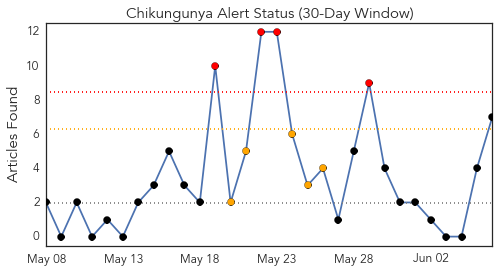 Chikungunya Alert Status (30-Day Window)
Articles Found
12
10
8
6
4
2
0
May 08
May 13
May 18
May 23
May 28
Jun 02